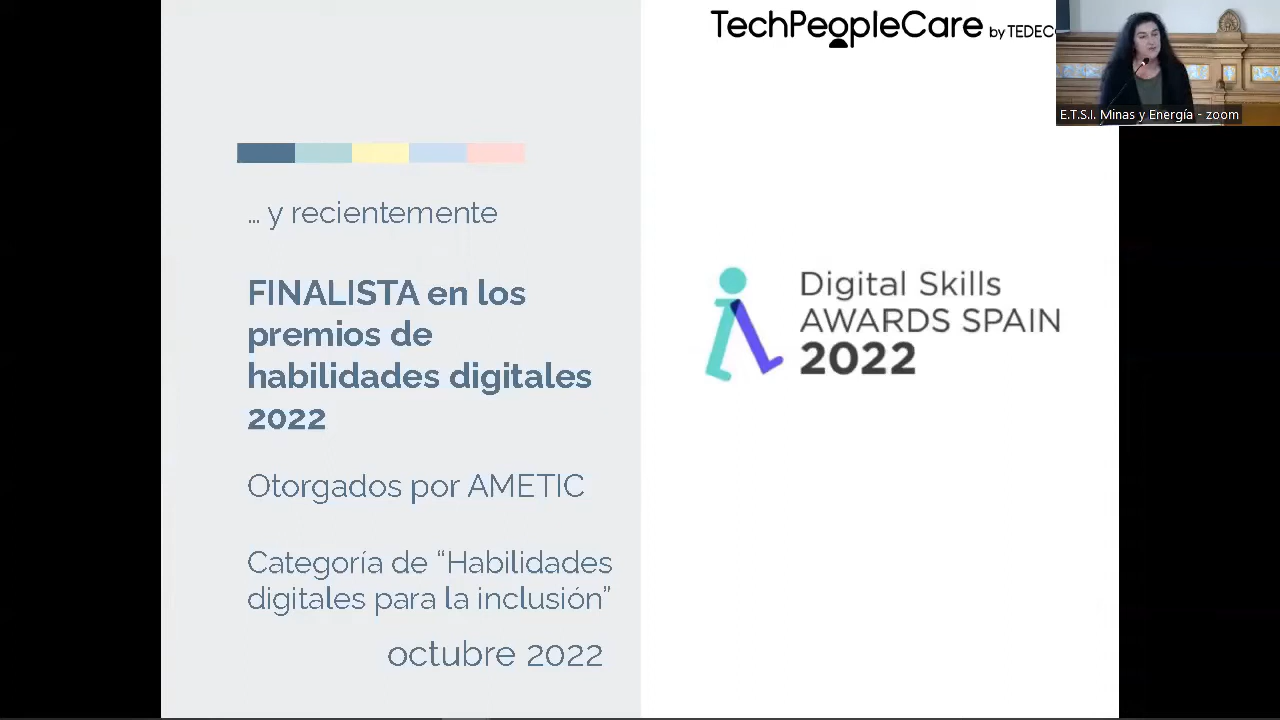 TechPeopleCare by TEDEC
E.T.S.I. Minas y Energía - zoom
... y recientemente
FINALISTA en los
premios de
habilidades digitales
2022
Otorgados por AMETIC
Categoría de “Habilidades
digitales para la inclusión”
octubre 2022
Digital Skills
AWARDS SPAIN
2022